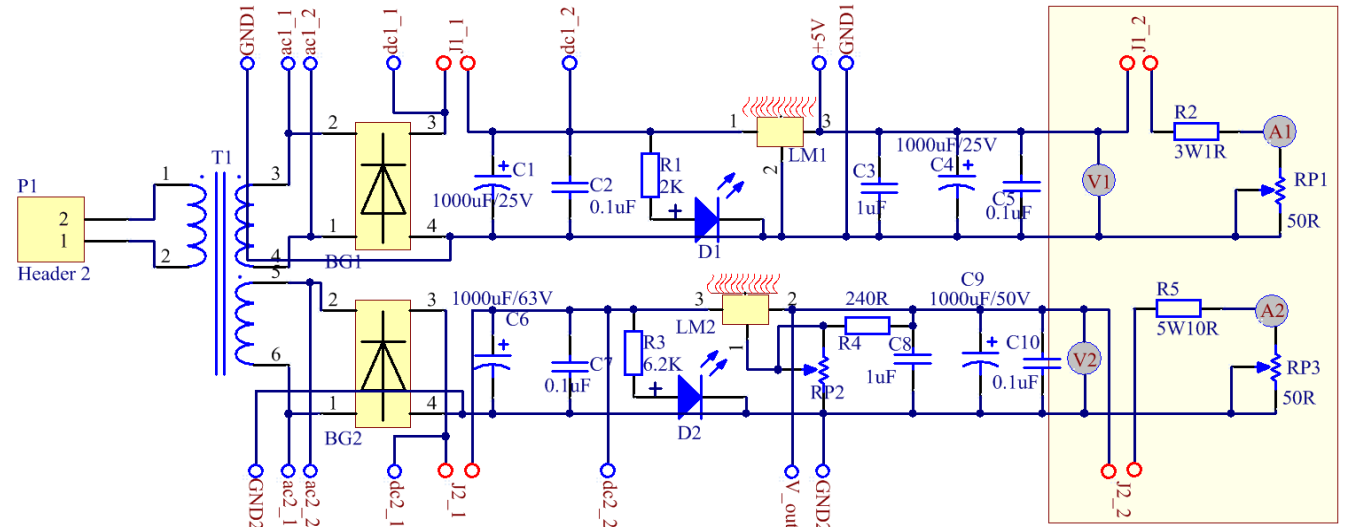 GND1
ac1_1
ac1_2
dc1_1
J1_1
dc1_2
+5V
GND1
J1_2
P1
2
1
Header 2
T1
1
2
3
4
5
6
2
1
3
4
BG1
C1
1000uF/25V
C2
0.1uF
R1
2K
D1
1
3
2
LM1
C3
1uF
1000uF/25V
C4
C5
0.1uF
V1
R2
3W1R
A1
RP1
50R
2
1
3
4
BG2
1000uF/63V
C6
C7
0.1uF
R3
6.2K
D2
3
2
1
LM2
240R
R4
RP2
C8
1uF
C9
1000uF/50V
C10
0.1uF
V2
R5
5W10R
A2
RP3
50R
GND2
ac2_1
ac2_2
dc2_1
J2_1
dc2_2
V_out
GND2
J2_2